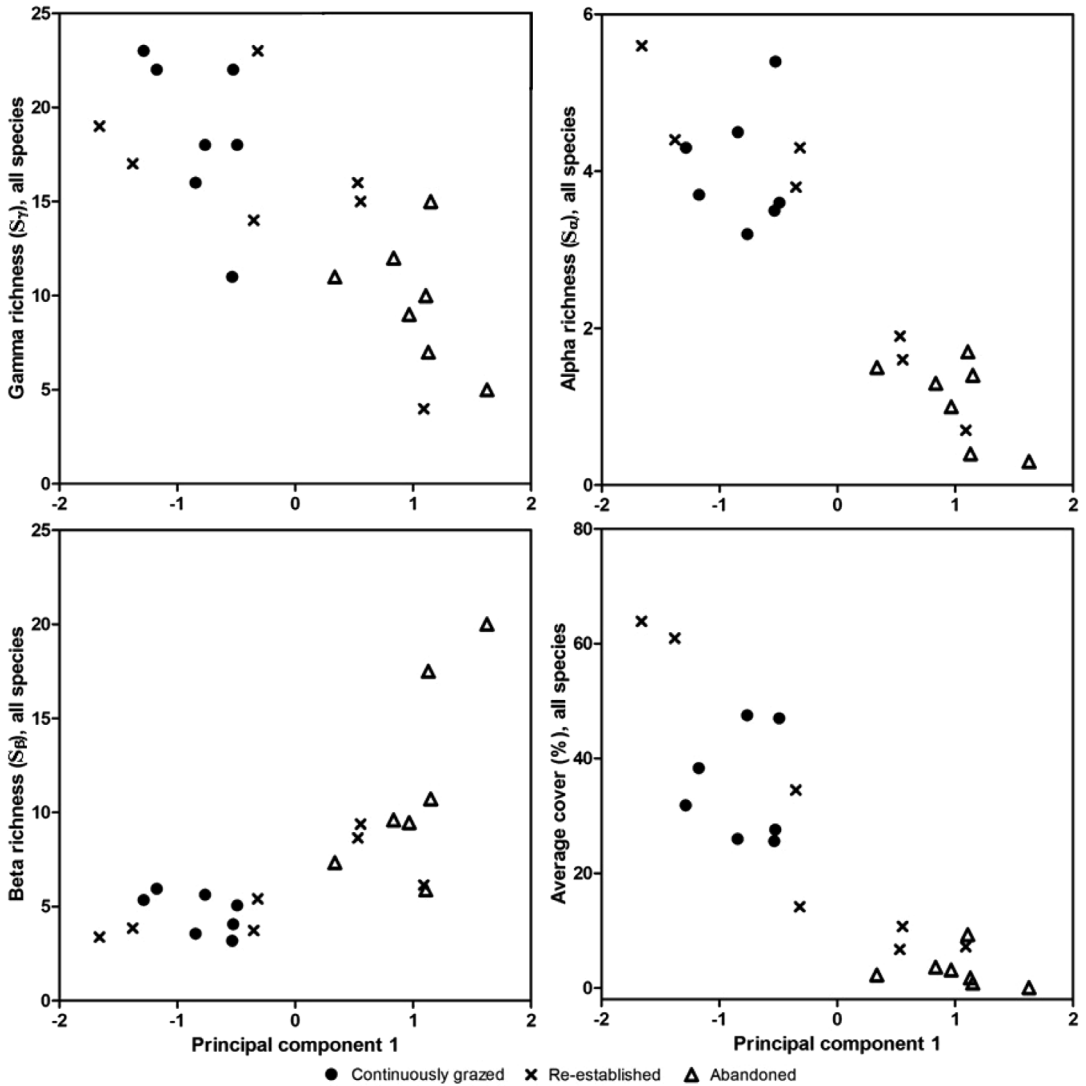 25
20
15
10
5
0
Gamma richness (Sγ), all species
-2 -1 0 1 2
6
4
2
0
Alpha richness (Sα), all species
-2 -1 0 1 2
25
20
15
10
5
0
Beta richness (Sβ), all species
-2 -1 0 1 2
Principal component 1
80
60
40
20
0
Average cover (%), all species
-2 -1 0 1 2
Principal component 1
Continuously grazed Re-established Abandoned